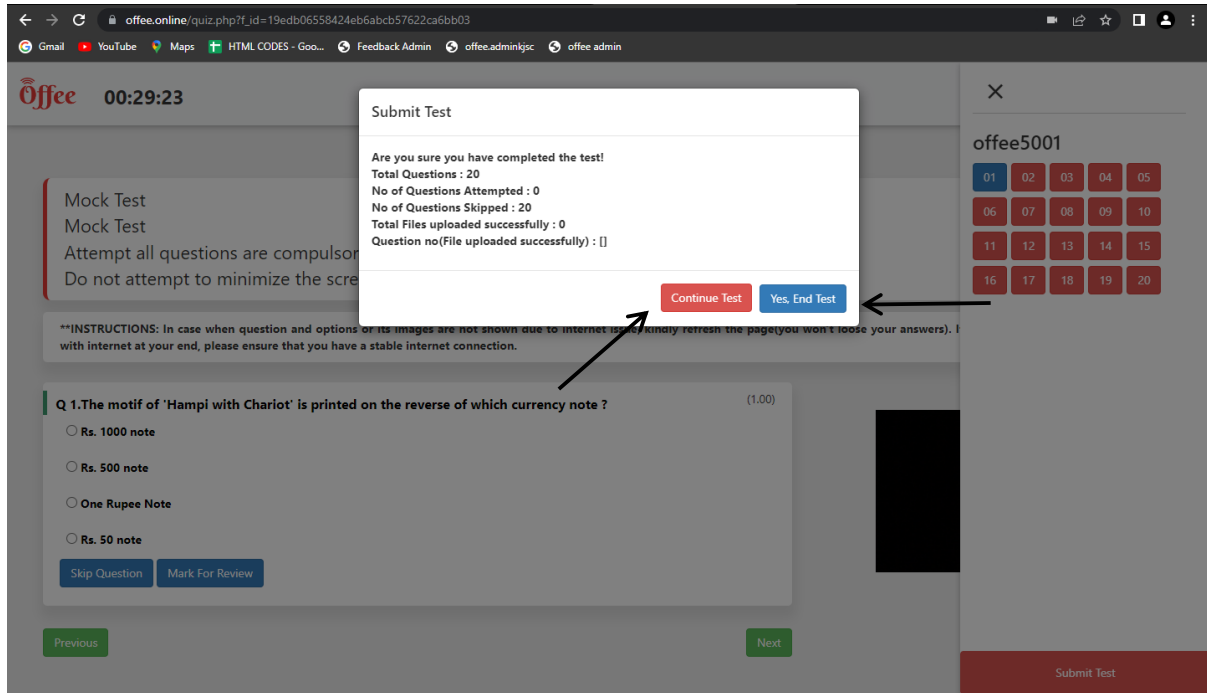 offee.online/quiz.php?f_id=19edb06558424eb6abcb57622ca6bb03
Gmail YouTube Maps HTML CODES - Goo... Feedback Admin offee.adminkjsc offee admin
Offee 00:29:23
Submit Test
Are you sure you have completed the test!
Total Questions : 20
No of Questions Attempted : 0
No of Questions Skipped : 20
Total Files uploaded successfully : 0
Question no(File uploaded successfully) : []
Continue Test Yes, End Test
Mock Test
Mock Test
Attempt all questions are compulsor
Do not attempt to minimize the scre
**INSTRUCTIONS: In case when question and options or its images are not shown due to internet issue, kindly refresh the page(you won't loose your answers). I
with internet at your end, please ensure that you have a stable internet connection.
Q 1.The motif of 'Hampi with Chariot' is printed on the reverse of which currency note ? (1.00)
Rs. 1000 note
Rs. 500 note
One Rupee Note
Rs. 50 note
Skip Question Mark For Review
Previous Next
offee5001
01 02 03 04 05
06 07 08 09 10
11 12 13 14 15
16 17 18 19 20
Submit Test